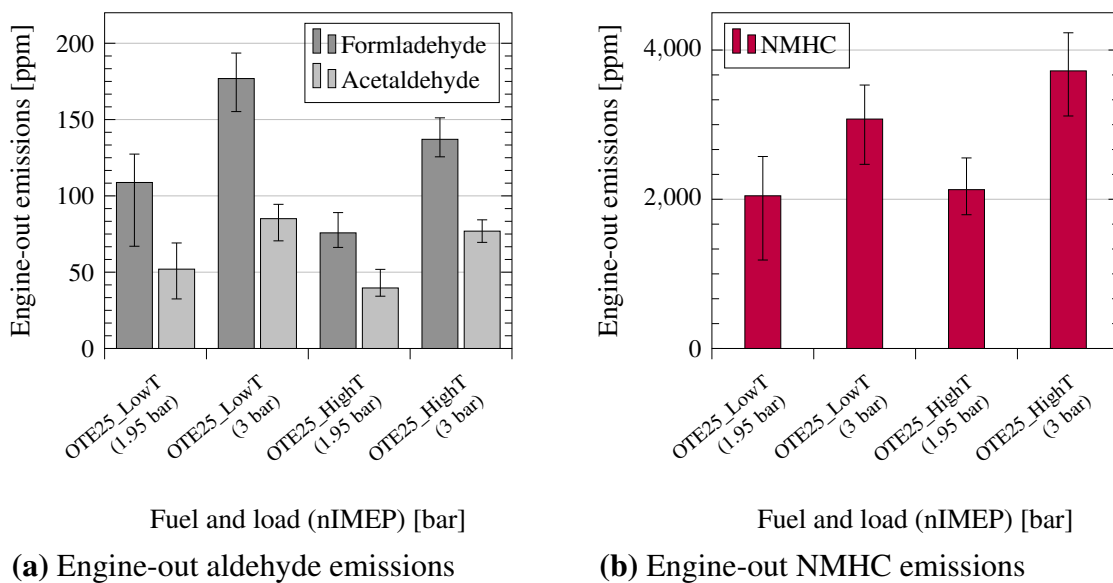 Engine-out emissions [ppm]
200
150
100
50
0
Formladehyde
Acetaldehyde
OTE25_LowT
(1.95 bar)
OTE25_LowT
(3 bar)
OTE25_HighT
(1.95 bar)
OTE25_HighT
(3 bar)
Fuel and load (nIMEP) [bar]
(a) Engine-out aldehyde emissions
Engine-out emissions [ppm]
4,000
2,000
0
NMHC
OTE25_LowT
(1.95 bar)
OTE25_LowT
(3 bar)
OTE25_HighT
(1.95 bar)
OTE25_HighT
(3 bar)
Fuel and load (nIMEP) [bar]
(b) Engine-out NMHC emissions